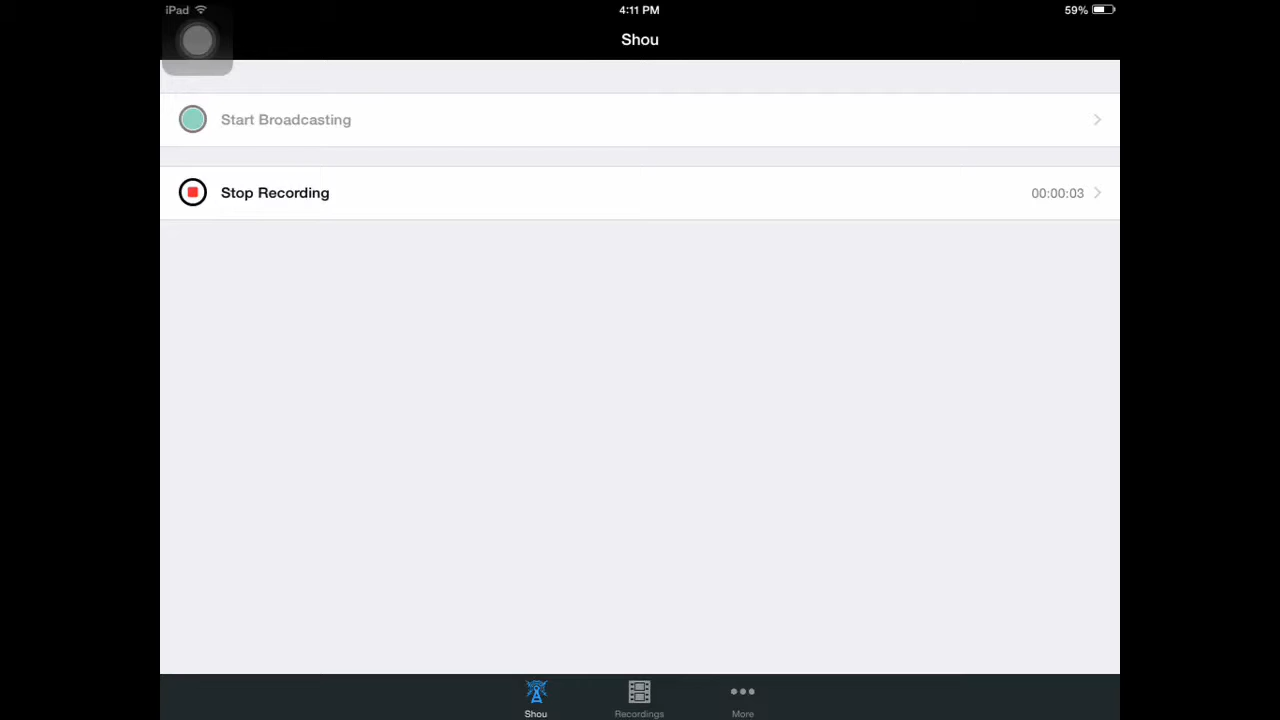 iPad 4:11 PM 59%
Shou
Start Broadcasting
Stop Recording 00:00:03
Shou Recordings More